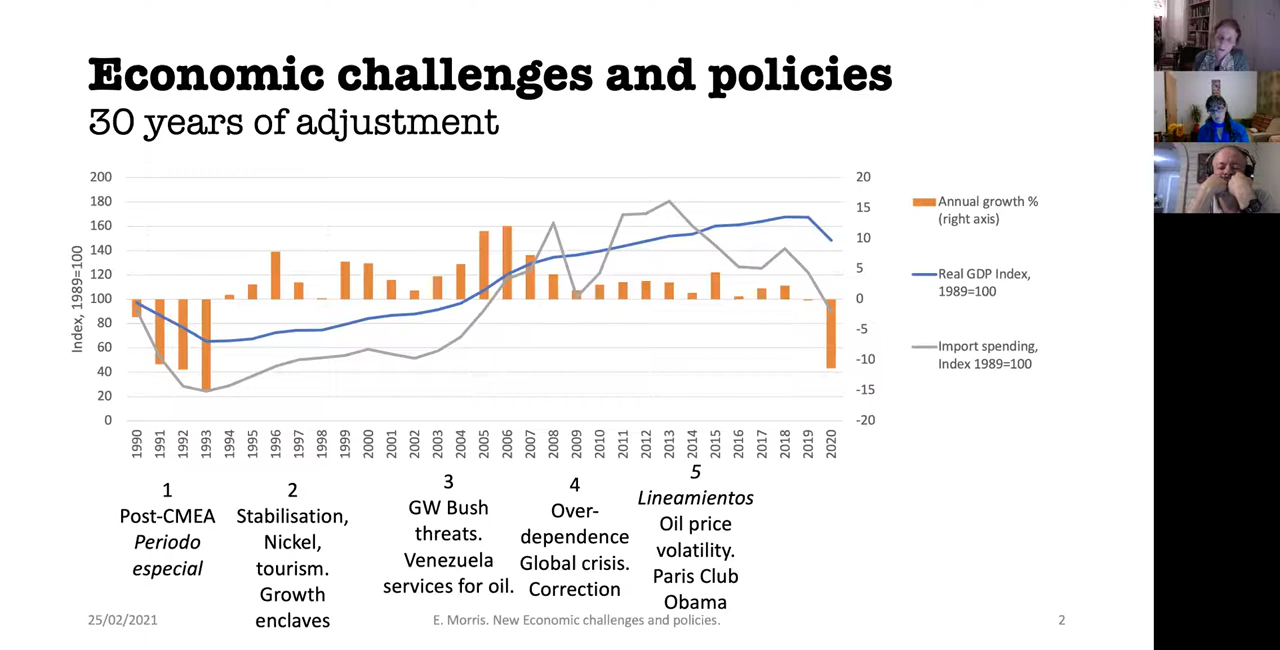 Economic challenges and policies
30 years of adjustment
Index, 1989=100
200
180
160
140
120
100
80
60
40
20
0
20
15
10
5
0
-5
-10
-15
-20
1990
1991
1992
1993
1994
1995
1996
1997
1998
1999
2000
2001
2002
2003
2004
2005
2006
2007
2008
2009
2010
2011
2012
2013
2014
2015
2016
2017
2018
2019
2020
Annual growth %
(right axis)
Real GDP Index,
1989=100
Import spending,
Index 1989=100
1
Post-CMEA
Periodo
especial
2
Stabilisation,
Nickel,
tourism.
Growth
enclaves
3
GW Bush
threats.
Venezuela
services for oil.
4
Over-
dependence
Global crisis.
Correction
5
Lineamientos
Oil price
volatility.
Paris Club
Obama
25/02/2021
E. Morris. New Economic challenges and policies.
2